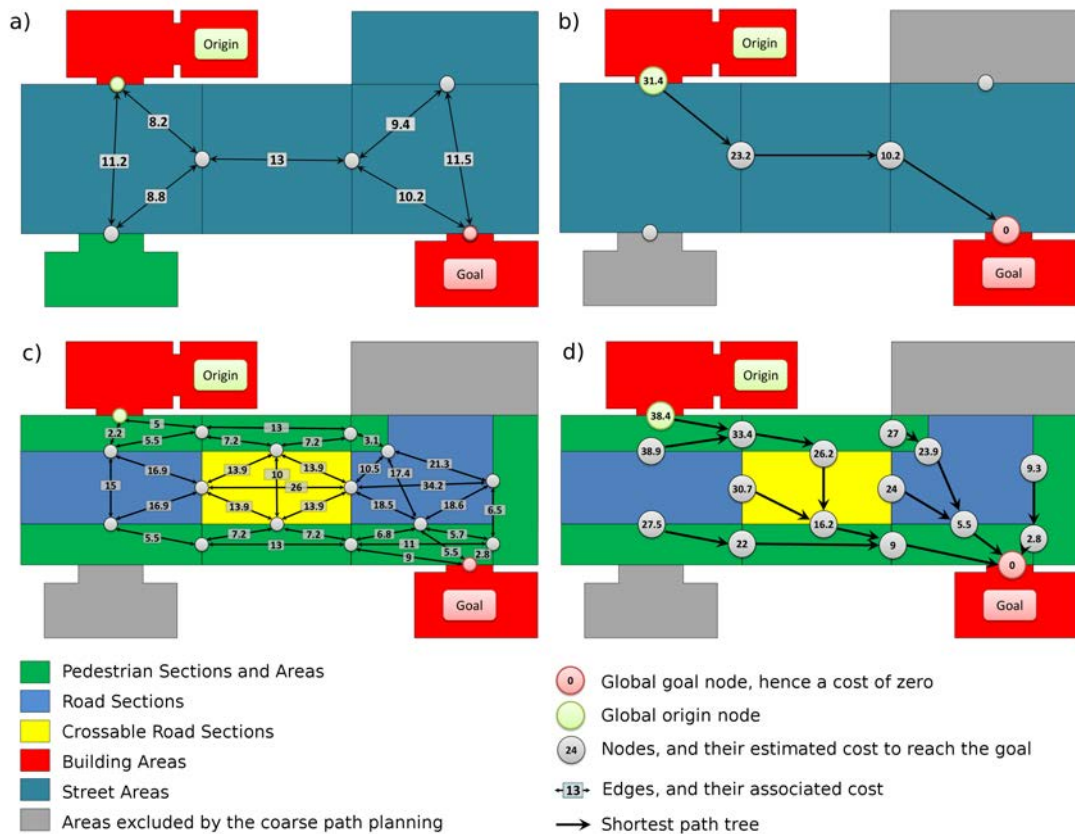 a)
Origin
8.2
9.4
11.2
13
11.5
8.8
10.2
Goal
b)
Origin
31.4
23.2
10.2
0
Goal
c)
Origin
5
13
2.2
5.5
7.2
7.2
3.1
16.9
13.9
13.9
10.5
17.4
21.3
15
10
26
34.2
16.9
13.9
13.9
18.5
18.6
6.5
5.5
7.2
7.2
6.8
5.7
13
11
5.5
2.8
9
Goal
d)
Origin
38.4
33.4
27
38.9
26.2
23.9
9.3
30.7
24
27.5
16.2
5.5
22
9
2.8
0
Goal
Pedestrian Sections and Areas
Road Sections
Crossable Road Sections
Building Areas
Street Areas
Areas excluded by the coarse path planning
0
Global goal node, hence a cost of zero
Global origin node
24
Nodes, and their estimated cost to reach the goal
13
Edges, and their associated cost
Shortest path tree